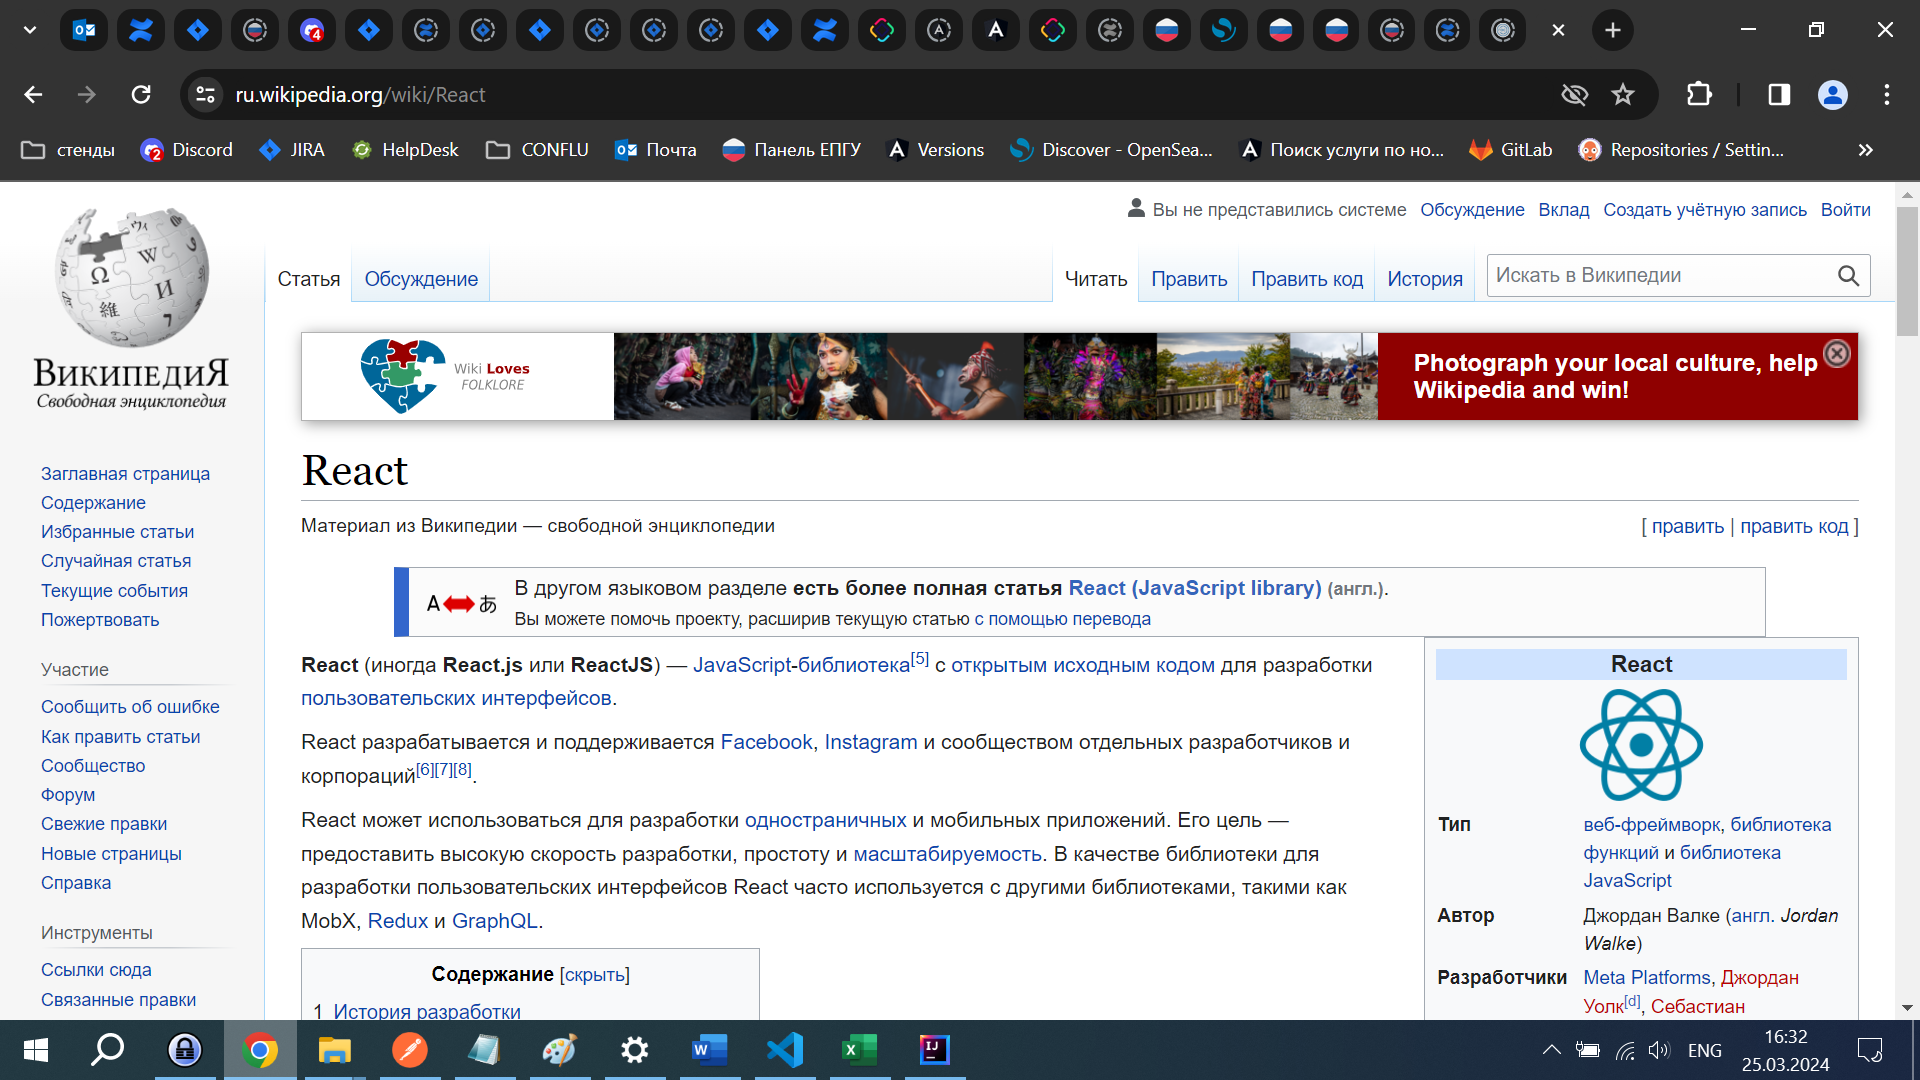 4
ru.wikipedia.org/wiki/React
стенды
2
Discord
JIRA
HelpDesk
CONFLU
Почта
Панель ЕПГУ
Versions
Discover - OpenSea...
Поиск услуги по но...
GitLab
Repositories / Settin...
Вы не представились системе Обсуждение Вклад Создать учётную запись Войти
Статья Обсуждение Читать Править Править код История Искать в Википедии
ВикипедиЯ
Свободная энциклопедия
Wiki Loves
FOLKLORE
Photograph your local culture, help
Wikipedia and win!
Заглавная страница
Содержание
Избранные статьи
Случайная статья
Текущие события
Пожертвовать
Участие
Сообщить об ошибке
Как править статьи
Сообщество
Форум
Свежие правки
Новые страницы
Справка
Инструменты
Ссылки сюда
Связанные правки
React
Материал из Википедии — свободной энциклопедии
[ править | править код ]
A あ
В другом языковом разделе есть более полная статья React (JavaScript library) (англ.).
Вы можете помочь проекту, расширив текущую статью с помощью перевода
React (иногда React.js или ReactJS) — JavaScript-библиотека[5] с открытым исходным кодом для разработки
пользовательских интерфейсов.
React разрабатывается и поддерживается Facebook, Instagram и сообществом отдельных разработчиков и
корпораций[6][7][8].
React может использоваться для разработки одностраничных и мобильных приложений. Его цель —
предоставить высокую скорость разработки, простоту и масштабируемость. В качестве библиотеки для
разработки пользовательских интерфейсов React часто используется с другими библиотеками, такими как
MobX, Redux и GraphQL.
Содержание [скрыть]
1 История разработки
React
Тип
веб-фреймворк, библиотека
функций и библиотека
JavaScript
Автор
Джордан Валке (англ. Jordan
Walke)
Разработчики
Meta Platforms, Джордан
Уолк[d], Себастиан
ENG
16:32
25.03.2024